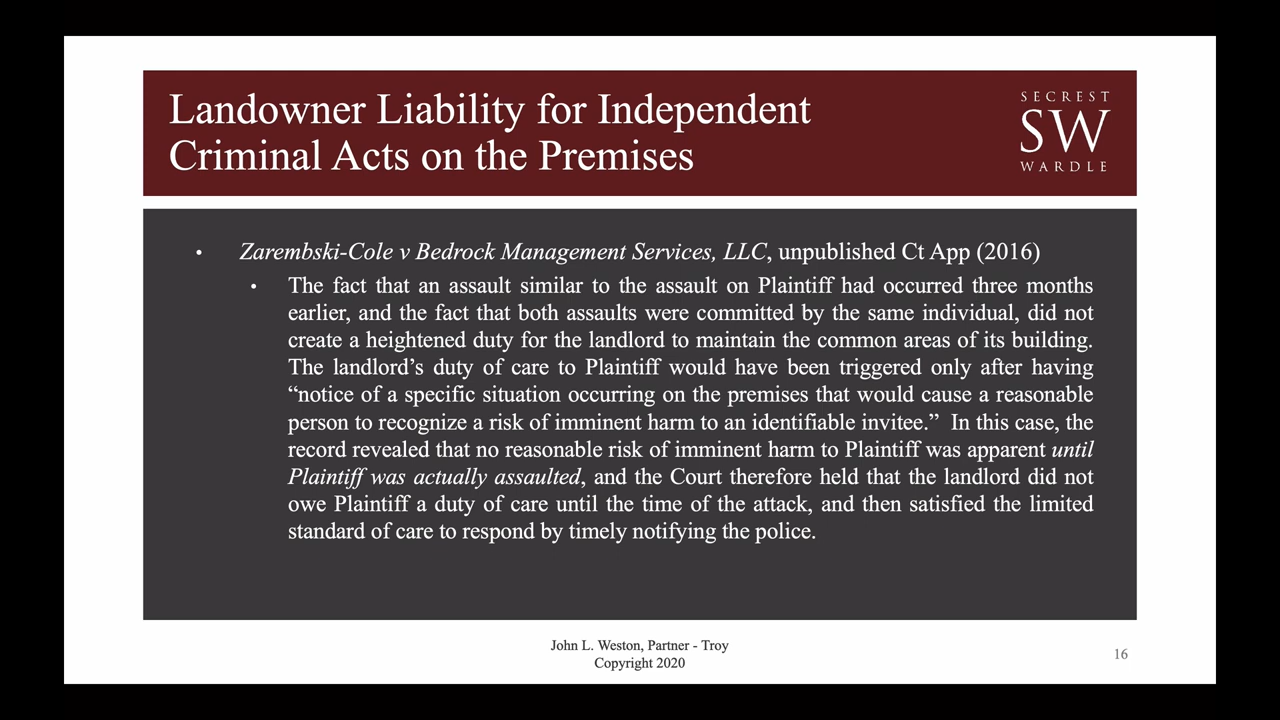 Landowner Liability for Independent
Criminal Acts on the Premises
SECREST
SW
WARDLE
• Zarembski-Cole v Bedrock Management Services, LLC, unpublished Ct App (2016)
• The fact that an assault similar to the assault on Plaintiff had occurred three months
earlier, and the fact that both assaults were committed by the same individual, did not
create a heightened duty for the landlord to maintain the common areas of its building.
The landlord’s duty of care to Plaintiff would have been triggered only after having
“notice of a specific situation occurring on the premises that would cause a reasonable
person to recognize a risk of imminent harm to an identifiable invitee.” In this case, the
record revealed that no reasonable risk of imminent harm to Plaintiff was apparent until
Plaintiff was actually assaulted, and the Court therefore held that the landlord did not
owe Plaintiff a duty of care until the time of the attack, and then satisfied the limited
standard of care to respond by timely notifying the police.
John L. Weston, Partner - Troy
Copyright 2020
16